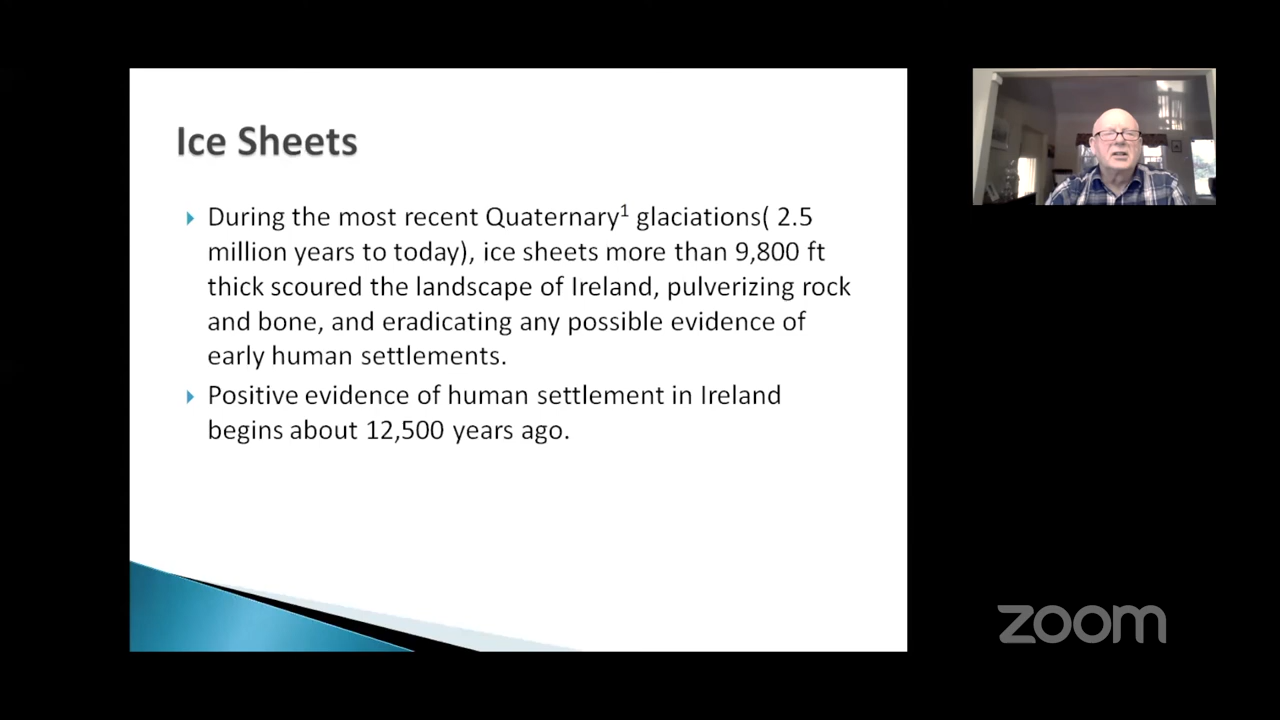 Ice Sheets
During the most recent Quaternary¹ glaciations( 2.5
million years to today), ice sheets more than 9,800 ft
thick scoured the landscape of Ireland, pulverizing rock
and bone, and eradicating any possible evidence of
early human settlements.
Positive evidence of human settlement in Ireland
begins about 12,500 years ago.
zoom